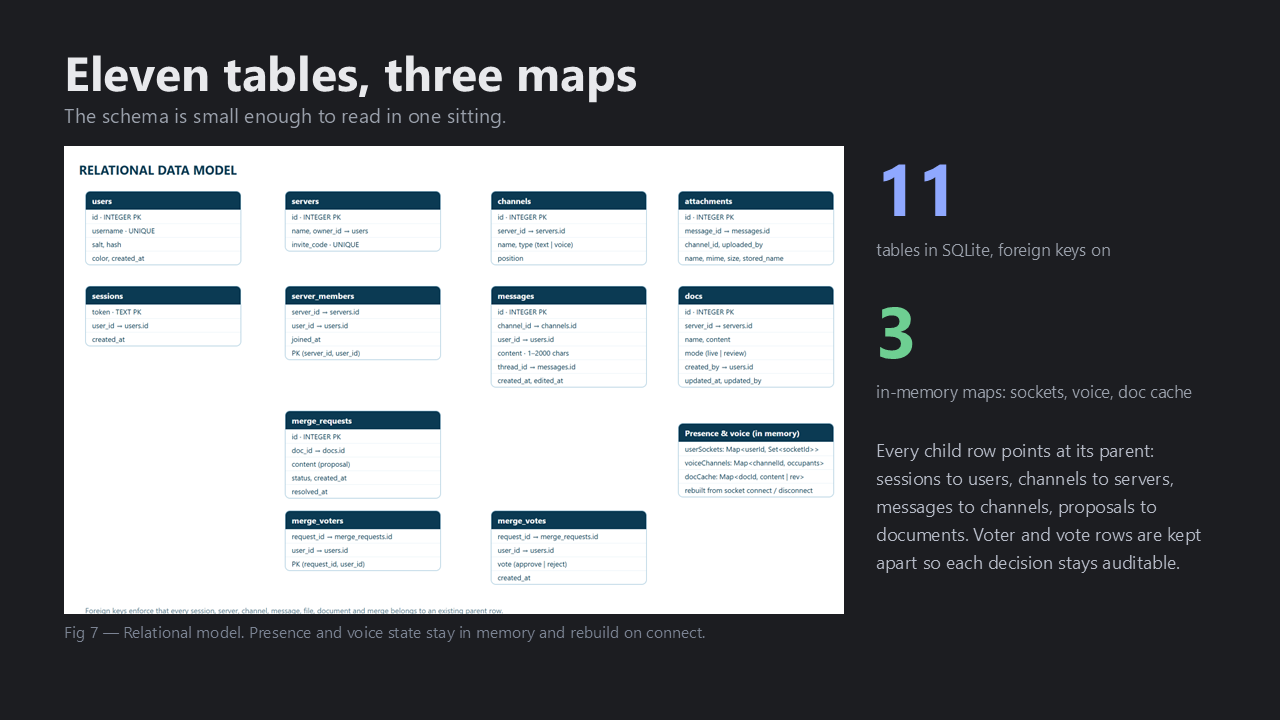 Eleven tables, three maps
The schema is small enough to read in one sitting.
RELATIONAL DATA MODEL
users
id · INTEGER PK
username · UNIQUE
salt, hash
color, created_at
servers
id · INTEGER PK
name, owner_id → users
invite_code · UNIQUE
channels
id · INTEGER PK
server_id → servers.id
name, type (text | voice)
position
attachments
id · INTEGER PK
message_id → messages.id
channel_id, uploaded_by
name, mime, size, stored_name
sessions
token · TEXT PK
user_id → users.id
created_at
server_members
server_id → servers.id
user_id → users.id
joined_at
PK (server_id, user_id)
messages
id · INTEGER PK
channel_id → channels.id
user_id → users.id
content · 1–2000 chars
thread_id → messages.id
created_at, edited_at
docs
id · INTEGER PK
server_id → servers.id
name, content
mode (live | review)
created_by → users.id
updated_at, updated_by
merge_requests
id · INTEGER PK
doc_id → docs.id
content (proposal)
status, created_at
resolved_at
Presence & voice (in memory)
userSockets: Map<userId, Set<socketId>>
voiceChannels: Map<channelId, occupants>
docCache: Map<docId, content | rev>
rebuilt from socket connect / disconnect
merge_voters
request_id → merge_requests.id
user_id → users.id
PK (request_id, user_id)
merge_votes
request_id → merge_requests.id
user_id → users.id
vote (approve | reject)
created_at
Foreign keys enforce that every session, server, channel, message, file, document and merge belongs to an existing parent row.
Fig 7 — Relational model. Presence and voice state stay in memory and rebuild on connect.
11
tables in SQLite, foreign keys on
3
in-memory maps: sockets, voice, doc cache
Every child row points at its parent:
sessions to users, channels to servers,
messages to channels, proposals to
documents. Voter and vote rows are kept
apart so each decision stays auditable.